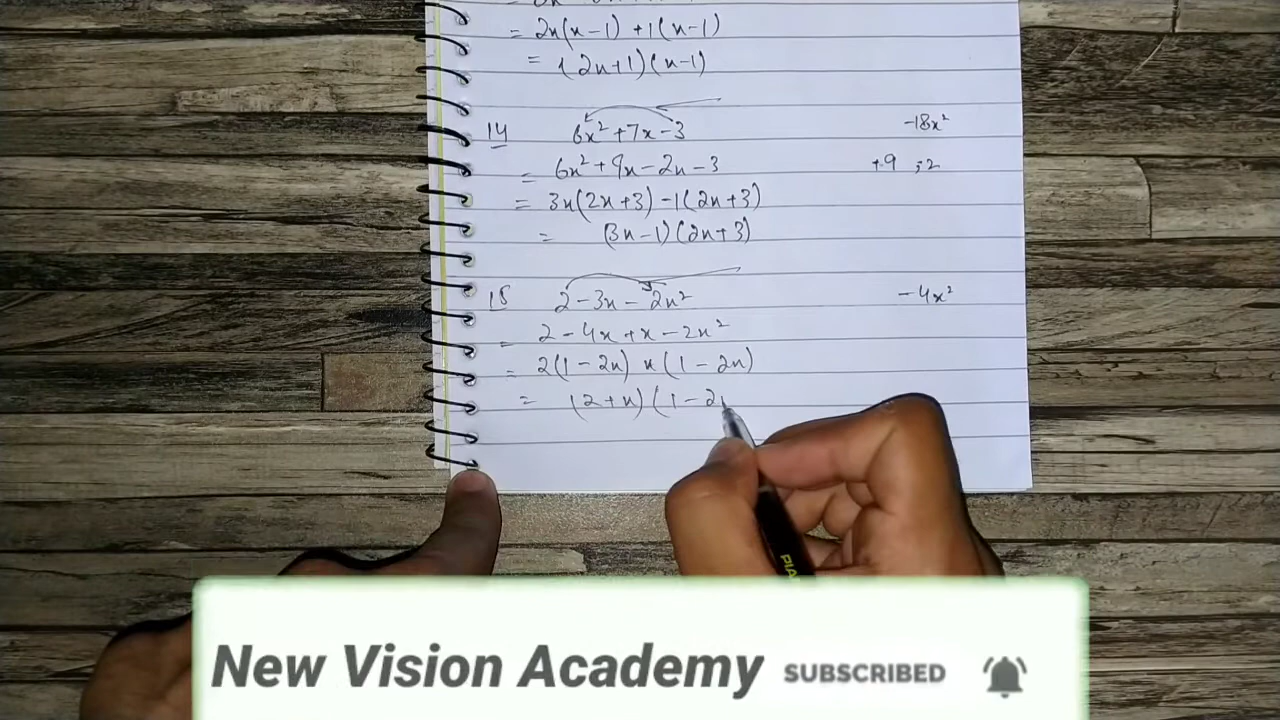 = 2x(x-1) +1(x-1)
= (2x+1)(x-1)
14 6x²+7x-3 -18x²
= 6x²+9x-2x-3 +9, -2
= 3x(2x+3)-1(2x+3)
= (3x-1)(2x+3)
15 2-3x-2x² -4x²
= 2-4x+x-2x²
= 2(1-2x) x(1-2x)
= (2+x)(1-2
New Vision Academy SUBSCRIBED